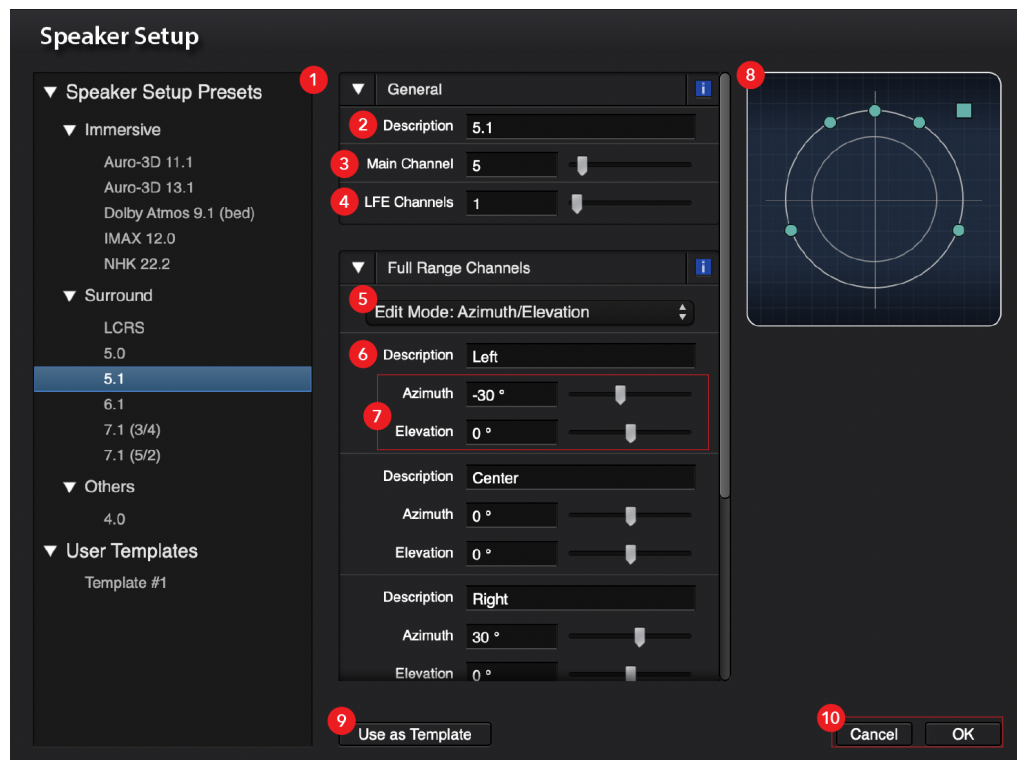 Speaker Setup
1
▼ Speaker Setup Presets
▼ Immersive
Auro-3D 11.1
Auro-3D 13.1
Dolby Atmos 9.1 (bed)
IMAX 12.0
NHK 22.2
▼ Surround
LCRS
5.0
5.1
6.1
7.1 (3/4)
7.1 (5/2)
▼ Others
4.0
▼ User Templates
Template #1
▼ General i
2 Description 5.1
3 Main Channel 5
4 LFE Channels 1
▼ Full Range Channels i
5 Edit Mode: Azimuth/Elevation
6 Description Left
7
Azimuth -30 °
Elevation 0 °
Description Center
Azimuth 0 °
Elevation 0 °
Description Right
Azimuth 30 °
Elevation 0 °
8
9 Use as Template
10 Cancel OK